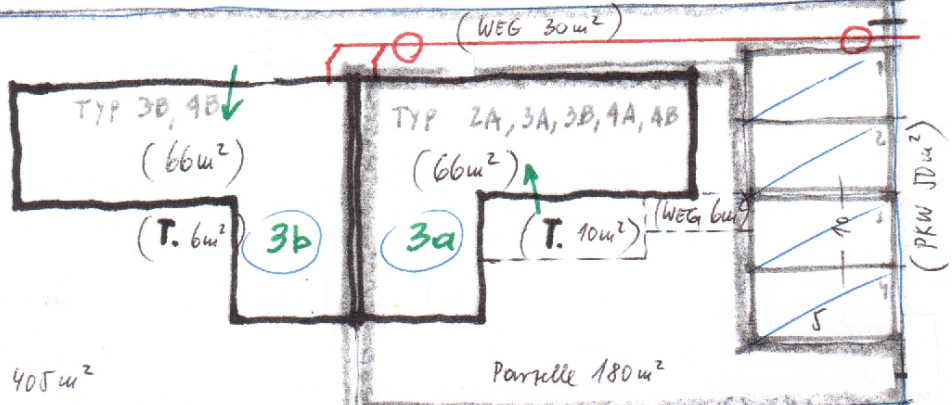 (WEG 30m²)
TYP 3B, 4B
(66m²)
TYP 2A, 3A, 3B, 4A, 4B
(66m²)
(T. 6m²)
3b
3a
(T. 10m²)
(WEG 6m²)
1
2
3
4
10
5
(PKW 50m²)
405m²
Parzelle 180m²